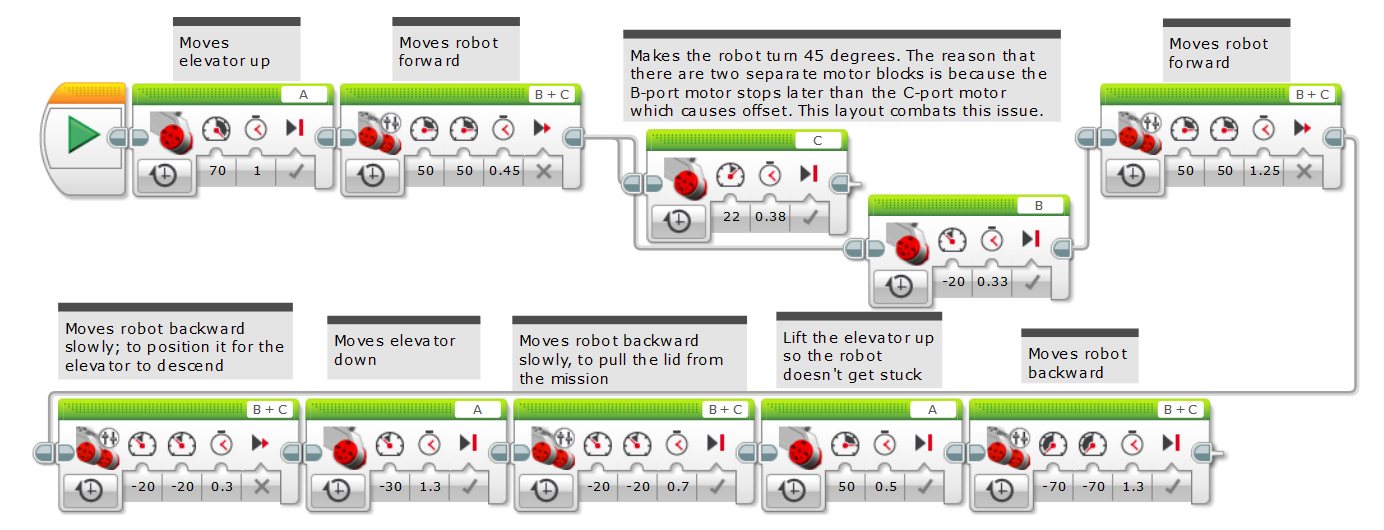 Moves
elevator up
Moves robot
forward
Makes the robot turn 45 degrees. The reason that
there are two separate motor blocks is because the
B-port motor stops later than the C-port motor
which causes offset. This layout combats this issue.
Moves robot
forward
A
70 1
B + C
50 50 0.45
C
22 0.38
B
-20 0.33
B + C
50 50 1.25
Moves robot backward
slowly; to position it for the
elevator to descend
Moves elevator
down
Moves robot backward
slowly, to pull the lid from
the mission
Lift the elevator up
so the robot
doesn't get stuck
Moves robot
backward
B + C
-20 -20 0.3
A
-30 1.3
B + C
-20 -20 0.7
A
50 0.5
B + C
-70 -70 1.3